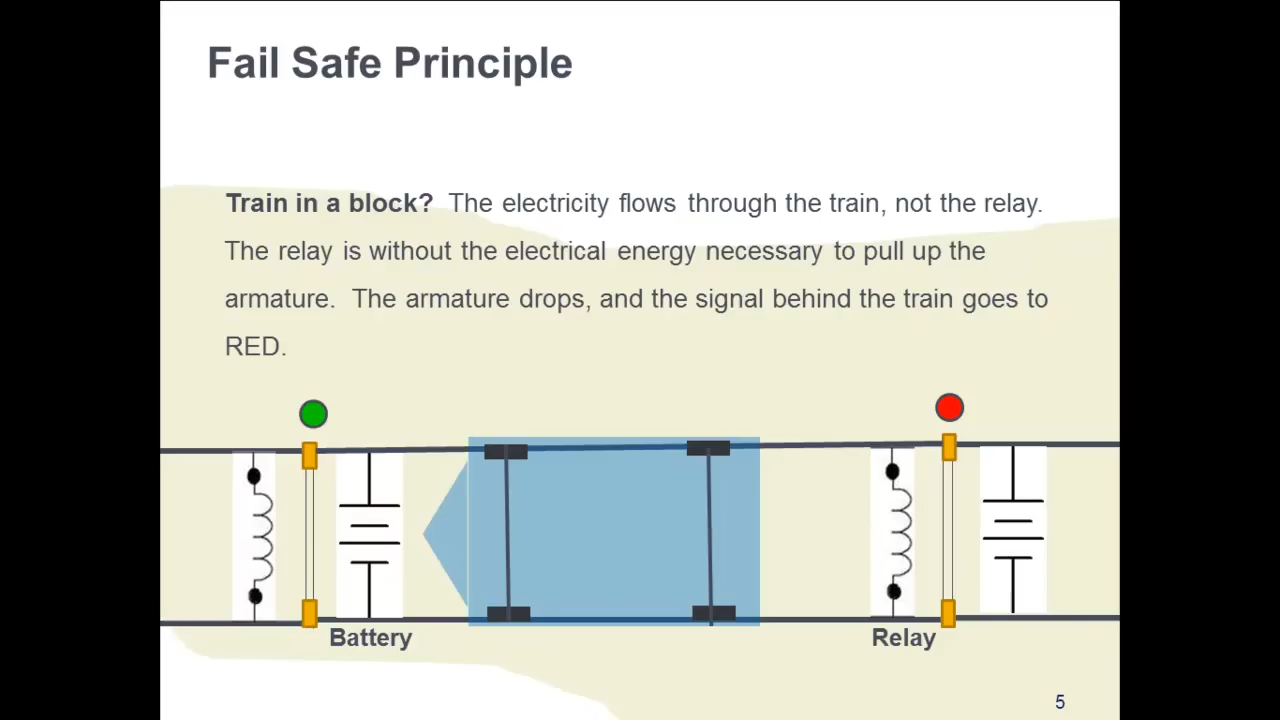 Fail Safe Principle
Train in a block? The electricity flows through the train, not the relay.
The relay is without the electrical energy necessary to pull up the
armature. The armature drops, and the signal behind the train goes to
RED.
Battery
Relay
5